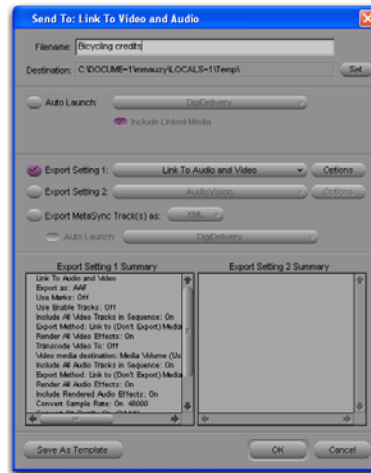 Send To: Link To Video and Audio
Filename: Bicycling credits
Destination: C:\DOCUME~1\mmauzy\LOCALS~1\Temp\ Set
Auto Launch: DigiDelivery
Include Linked Media
Export Setting 1: Link To Audio and Video Options
Export Setting 2: AudioVision Options
Export MetaSync Track(s) as: XML
Auto Launch: DigiDelivery
Export Setting 1 Summary
Link To Audio and Video
Export as: AAF
Use Marks: Off
Use Enable Tracks: Off
Include All Video Tracks in Sequence: On
Export Method: Link to (Don't Export) Media
Render All Video Effects: On
Transcode Video To: Off
Video media destination: Media Volume (Us
Include All Audio Tracks in Sequence: On
Export Method: Link to (Don't Export) Media
Render All Audio Effects: On
Include Rendered Audio Effects: On
Convert Sample Rate: On 48000
Export Setting 2 Summary
Save As Template OK Cancel